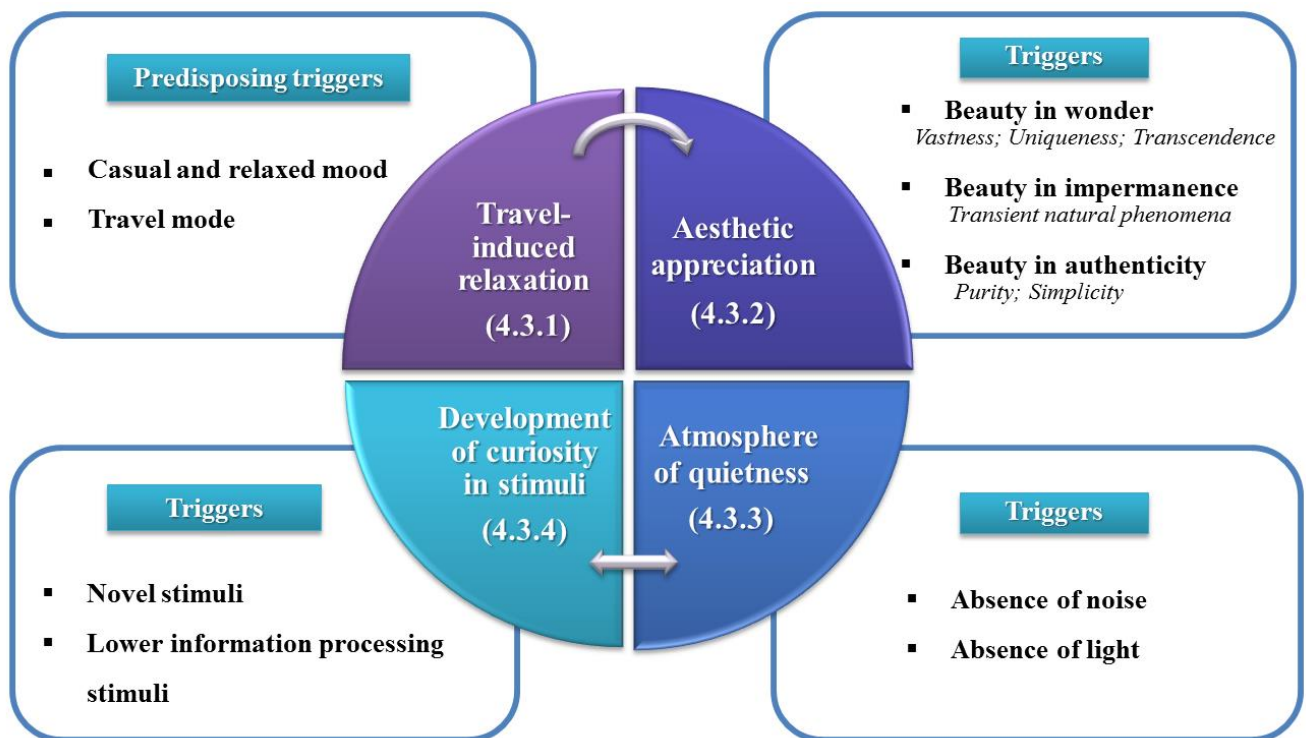 Predisposing triggers
▪ Casual and relaxed mood
▪ Travel mode
Triggers
▪ Beauty in wonder
Vastness; Uniqueness; Transcendence
▪ Beauty in impermanence
Transient natural phenomena
▪ Beauty in authenticity
Purity; Simplicity
Travel-
induced
relaxation
(4.3.1)
Aesthetic
appreciation
(4.3.2)
Development
of curiosity
in stimuli
(4.3.4)
Atmosphere
of quietness
(4.3.3)
Triggers
▪ Novel stimuli
▪ Lower information processing
stimuli
Triggers
▪ Absence of noise
▪ Absence of light